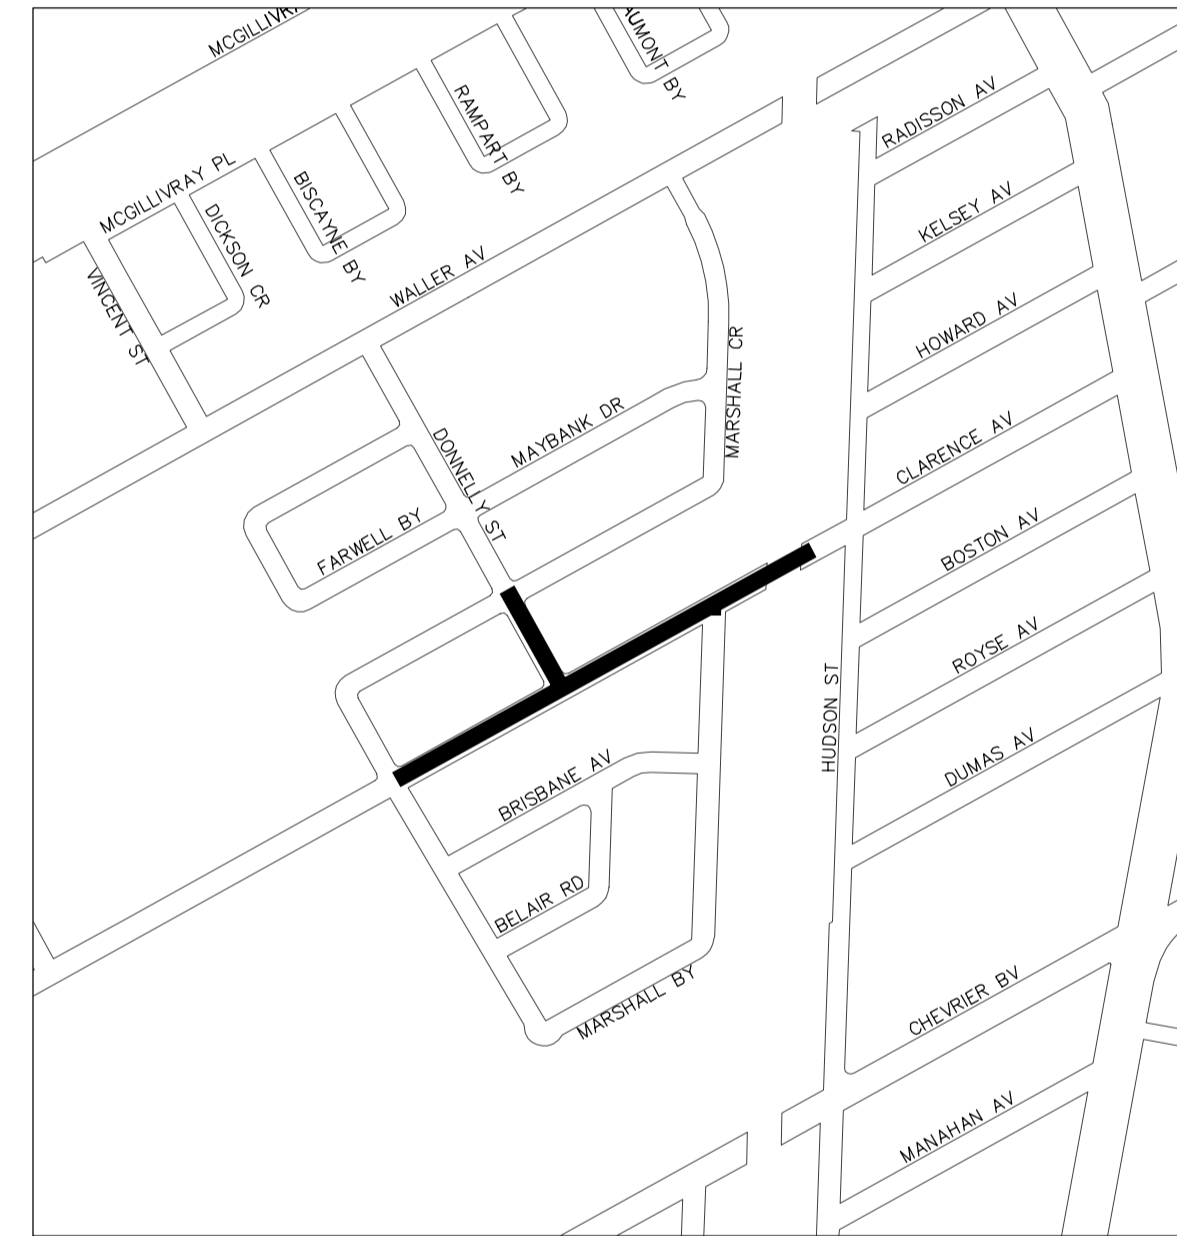 MCGILLIVRAY PL
VINCENT ST
DICKSON CR
BISCAYNE BY
RAMPART BY
WALLER AV
RADISSON AV
KELSEY AV
HOWARD AV
MARSHALL CR
MAYBANK DR
DONNELLY ST
FARWELL BY
CLARENCE AV
BOSTON AV
ROYSE AV
HUDSON ST
DUMAS AV
BRISBANE AV
BELAIR RD
MARSHALL BY
CHEVRIER BV
MANAHAN AV